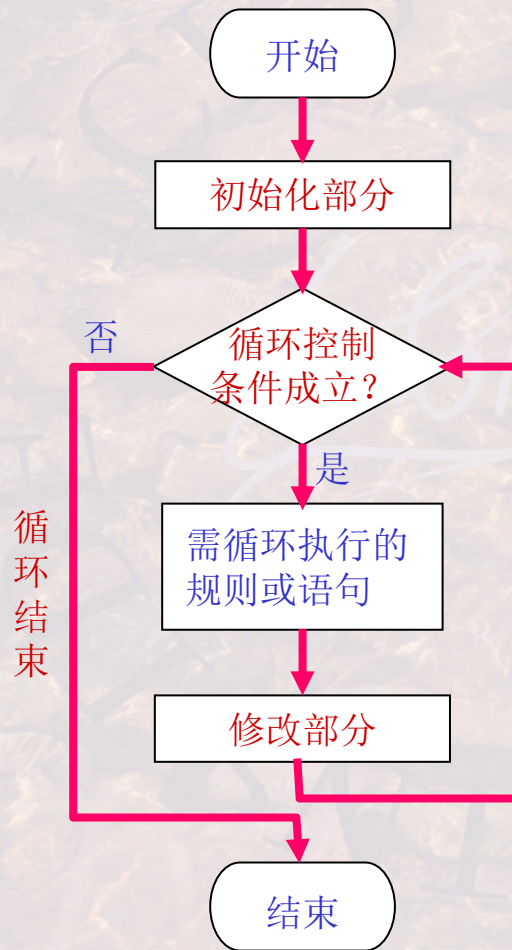 开始
初始化部分
否
循环控制
条件成立？
是
需循环执行的
规则或语句
循环结束
修改部分
结束